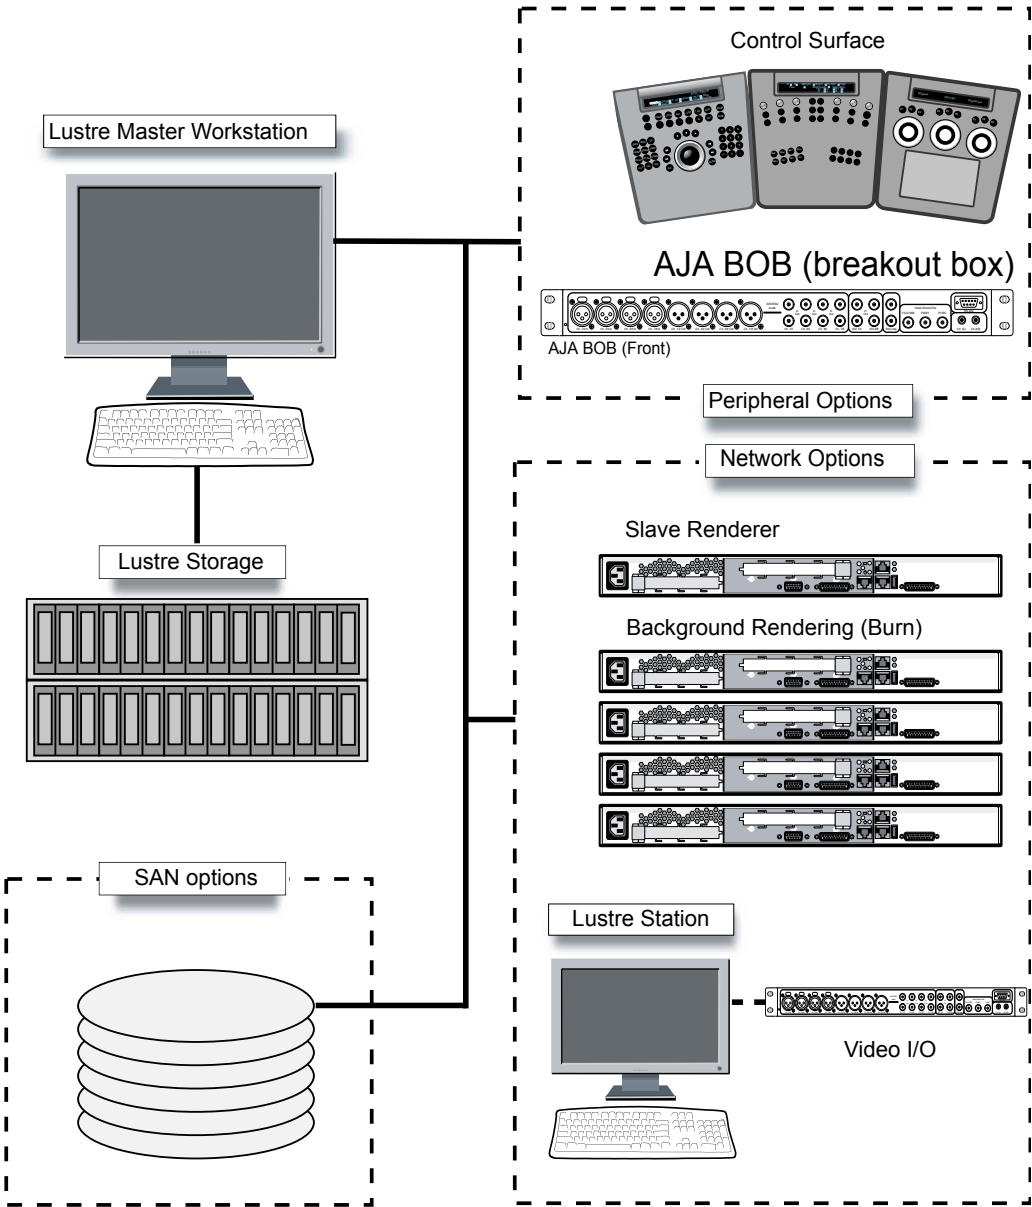 Control Surface
Lustre Master Workstation
AJA BOB (breakout box)
AJA BOB (Front)
Peripheral Options
Network Options
Slave Renderer
Lustre Storage
Background Rendering (Burn)
SAN options
Lustre Station
Video I/O